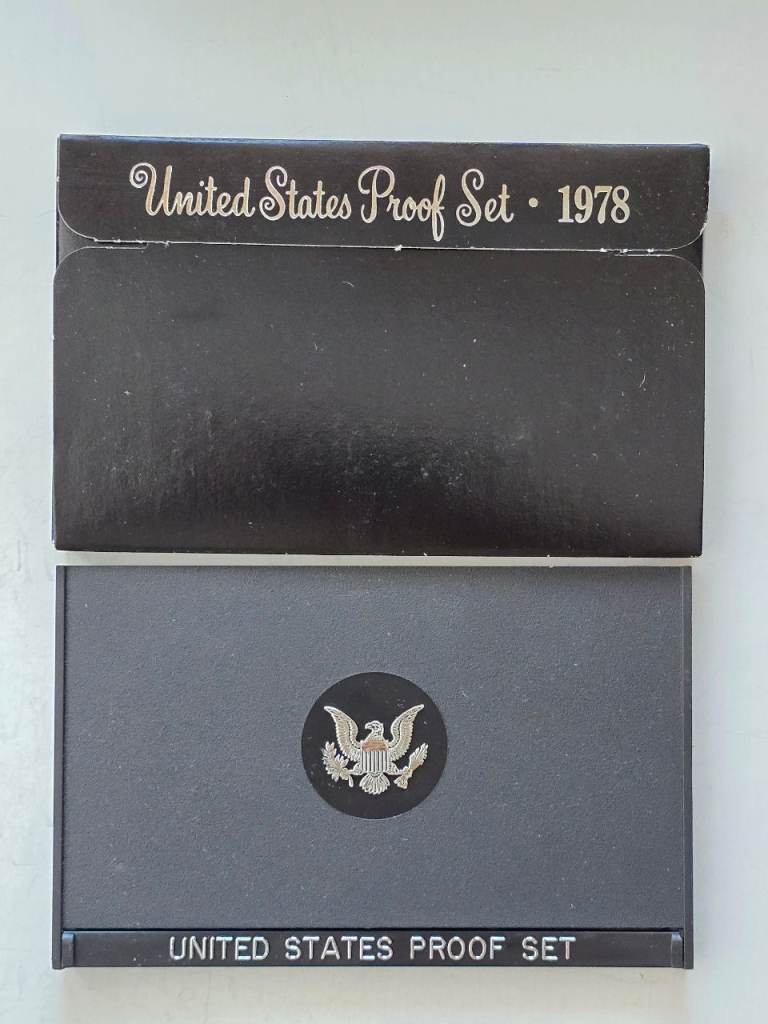 United States Proof Set • 1978
UNITED STATES PROOF SET